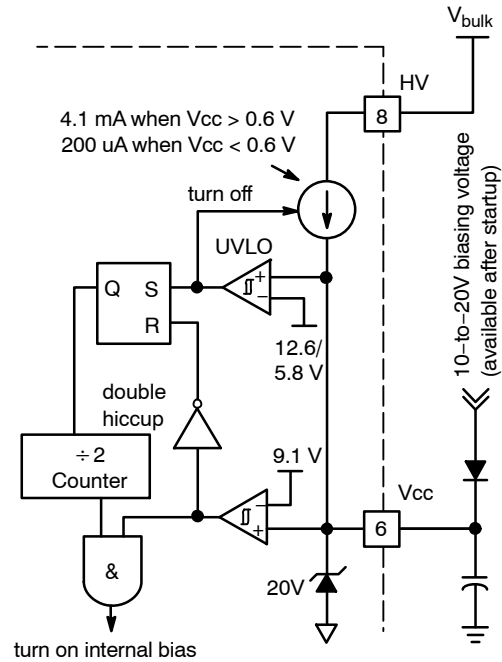 Vbulk
HV
8
4.1 mA when Vcc > 0.6 V
200 uA when Vcc < 0.6 V
turn off
UVLO
Q S
R
+
−
12.6/
5.8 V
10−to−20V biasing voltage
(available after startup)
double
hiccup
÷ 2
Counter
9.1 V
−
+
Vcc
6
&
20V
turn on internal bias